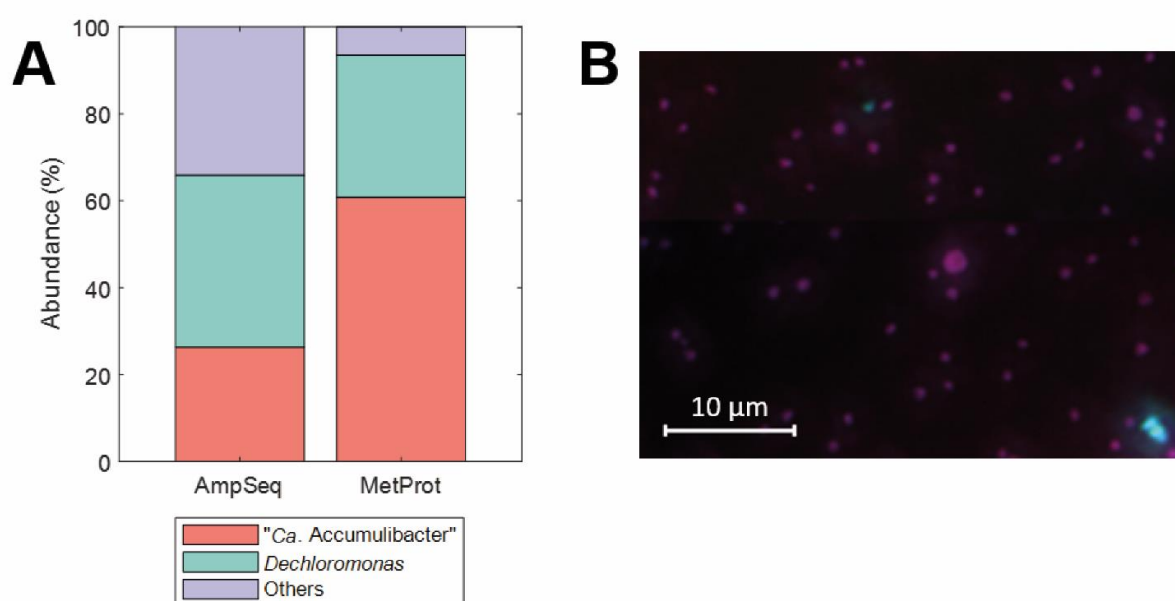 A
B
100
80
60
40
20
0
Abundance (%)
AmpSeq MetProt
"Ca. Accumulibacter"
Dechloromonas
Others
10 µm